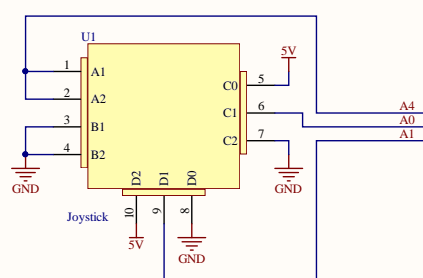 U1
5V
1 A1
C0 5
2 A2
C1 6
A4
A0
3 B1
C2 7
A1
4 B2
GND
GND
D2 D1 D0
10 9 8
Joystick
5V
GND